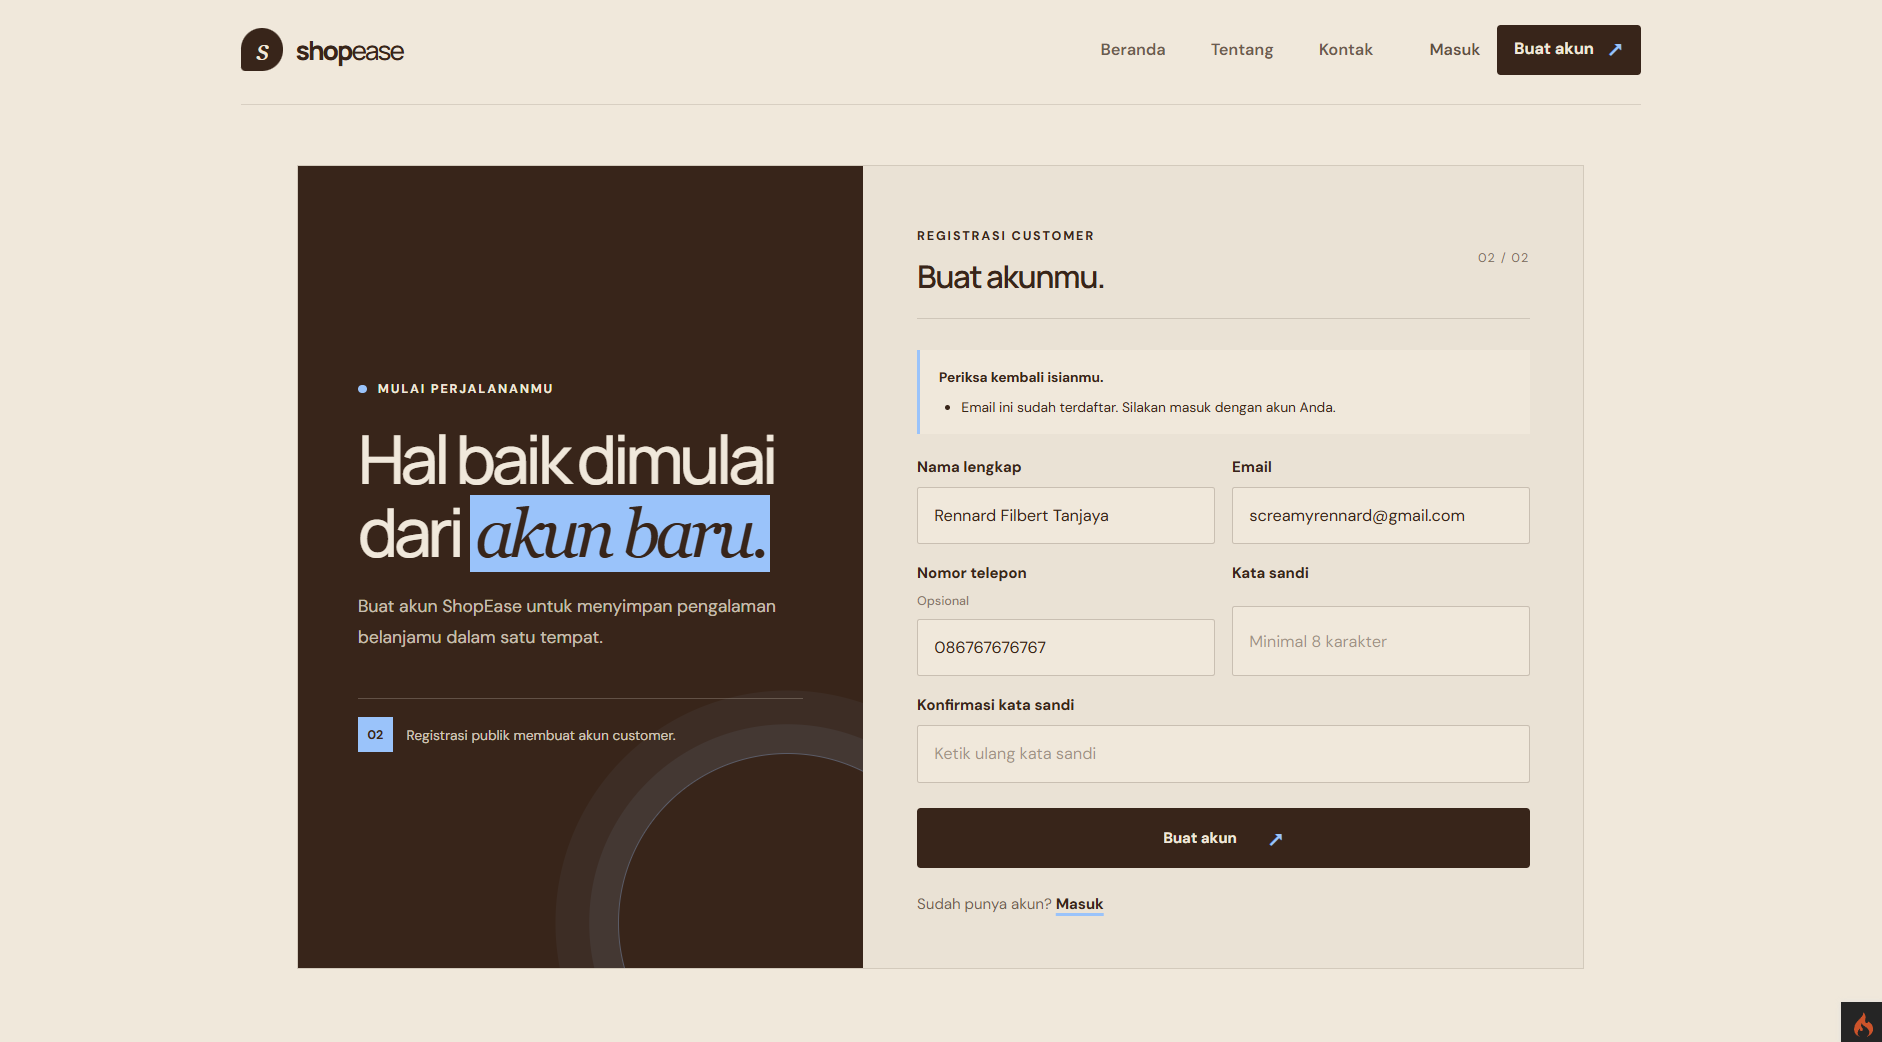 s shopease
Beranda Tentang Kontak Masuk Buat akun ↗
MULAI PERJALANANMU
Hal baik dimulai
dari akun baru.
Buat akun ShopEase untuk menyimpan pengalaman
belanjamu dalam satu tempat.
02 Registrasi publik membuat akun customer.
REGISTRASI CUSTOMER
Buat akunmu.
02 / 02
Periksa kembali isianmu.
• Email ini sudah terdaftar. Silakan masuk dengan akun Anda.
Nama lengkap
Rennard Filbert Tanjaya
Email
screamyrennard@gmail.com
Nomor telepon
Opsional
086767676767
Kata sandi
Minimal 8 karakter
Konfirmasi kata sandi
Ketik ulang kata sandi
Buat akun ↗
Sudah punya akun? Masuk